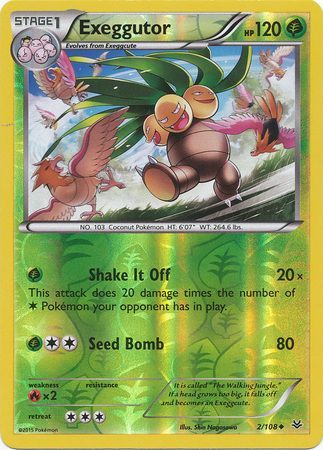 STAGE1
Exeggutor
HP120
Evolves from Exeggcute
NO. 103 Coconut Pokémon HT: 6'07" WT: 264.6 lbs.
Shake It Off 20×
This attack does 20 damage times the number of
Pokémon your opponent has in play.
Seed Bomb 80
weakness resistance
×2
retreat
It is called "The Walking Jungle."
If a head grows too big, it falls off
and becomes an Exeggcute.
©2015 Pokémon
Illus. Shin Nagasawa
2/108